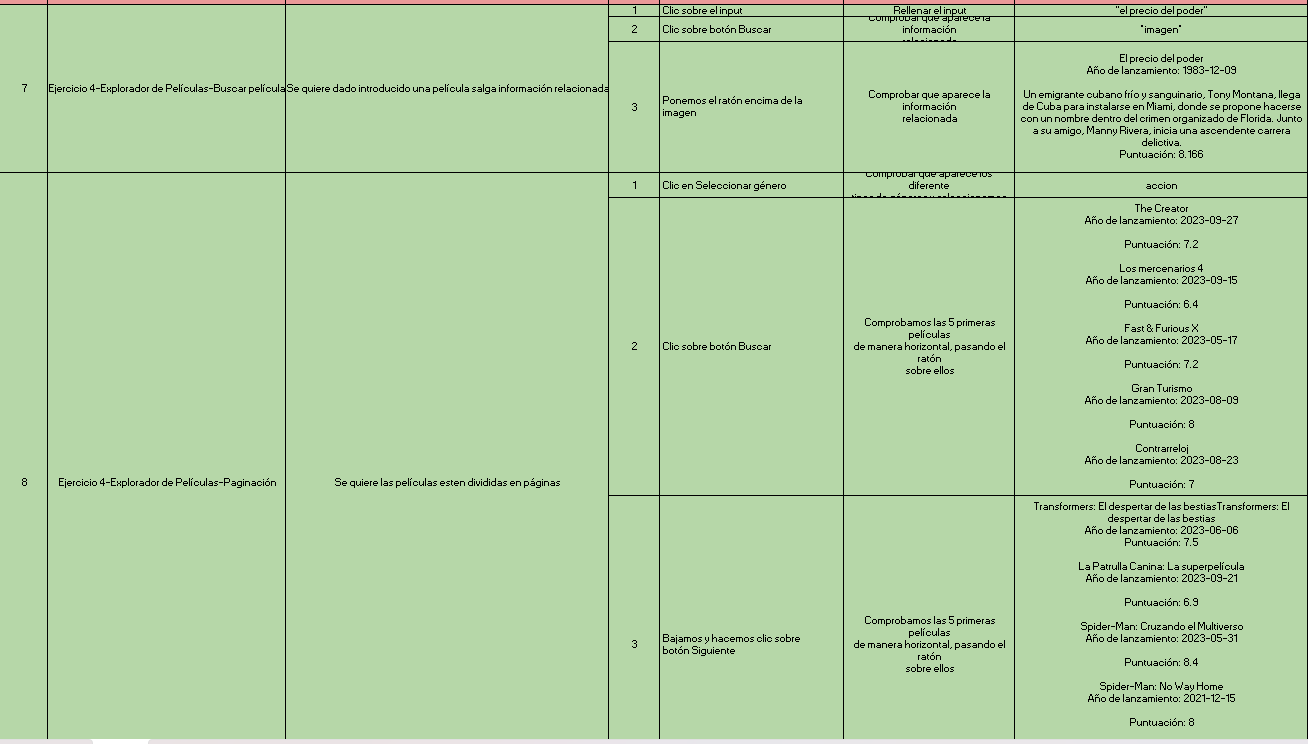 1 Clic sobre el input Rellenar el input "el precio del poder"
2 Clic sobre botón Buscar Comprobar que aparece la "imagen"
información
relacionada
7 Ejercicio 4-Explorador de Películas-Buscar película Se quiere dado introducido una película salga información relacionada
3 Ponemos el ratón encima de la
imagen
Comprobar que aparece la
información
relacionada
El precio del poder
Año de lanzamiento: 1983-12-09
Un emigrante cubano frío y sanguinario, Tony Montana, llega
de Cuba para instalarse en Miami, donde se propone hacerse
con un nombre dentro del crimen organizado de Florida. Junto
a su amigo, Manny Rivera, inicia una ascendente carrera
delictiva.
Puntuación: 8.166
8 Ejercicio 4-Explorador de Películas-Paginación Se quiere las películas esten divididas en páginas
1 Clic en Seleccionar género
Comprobar que aparece los
diferente
tipos de géneros y seleccionamos
accion
2 Clic sobre botón Buscar
Comprobamos las 5 primeras
películas
de manera horizontal, pasando el
ratón
sobre ellos
The Creator
Año de lanzamiento: 2023-09-27
Puntuación: 7.2
Los mercenarios 4
Año de lanzamiento: 2023-09-15
Puntuación: 6.4
Fast & Furious X
Año de lanzamiento: 2023-05-17
Puntuación: 7.2
Gran Turismo
Año de lanzamiento: 2023-08-09
Puntuación: 8
Contrarreloj
Año de lanzamiento: 2023-08-23
Puntuación: 7
3 Bajamos y hacemos clic sobre
botón Siguiente
Comprobamos las 5 primeras
películas
de manera horizontal, pasando el
ratón
sobre ellos
Transformers: El despertar de las bestiasTransformers: El
despertar de las bestias
Año de lanzamiento: 2023-06-06
Puntuación: 7.5
La Patrulla Canina: La superpelícula
Año de lanzamiento: 2023-09-21
Puntuación: 6.9
Spider-Man: Cruzando el Multiverso
Año de lanzamiento: 2023-05-31
Puntuación: 8.4
Spider-Man: No Way Home
Año de lanzamiento: 2021-12-15
Puntuación: 8